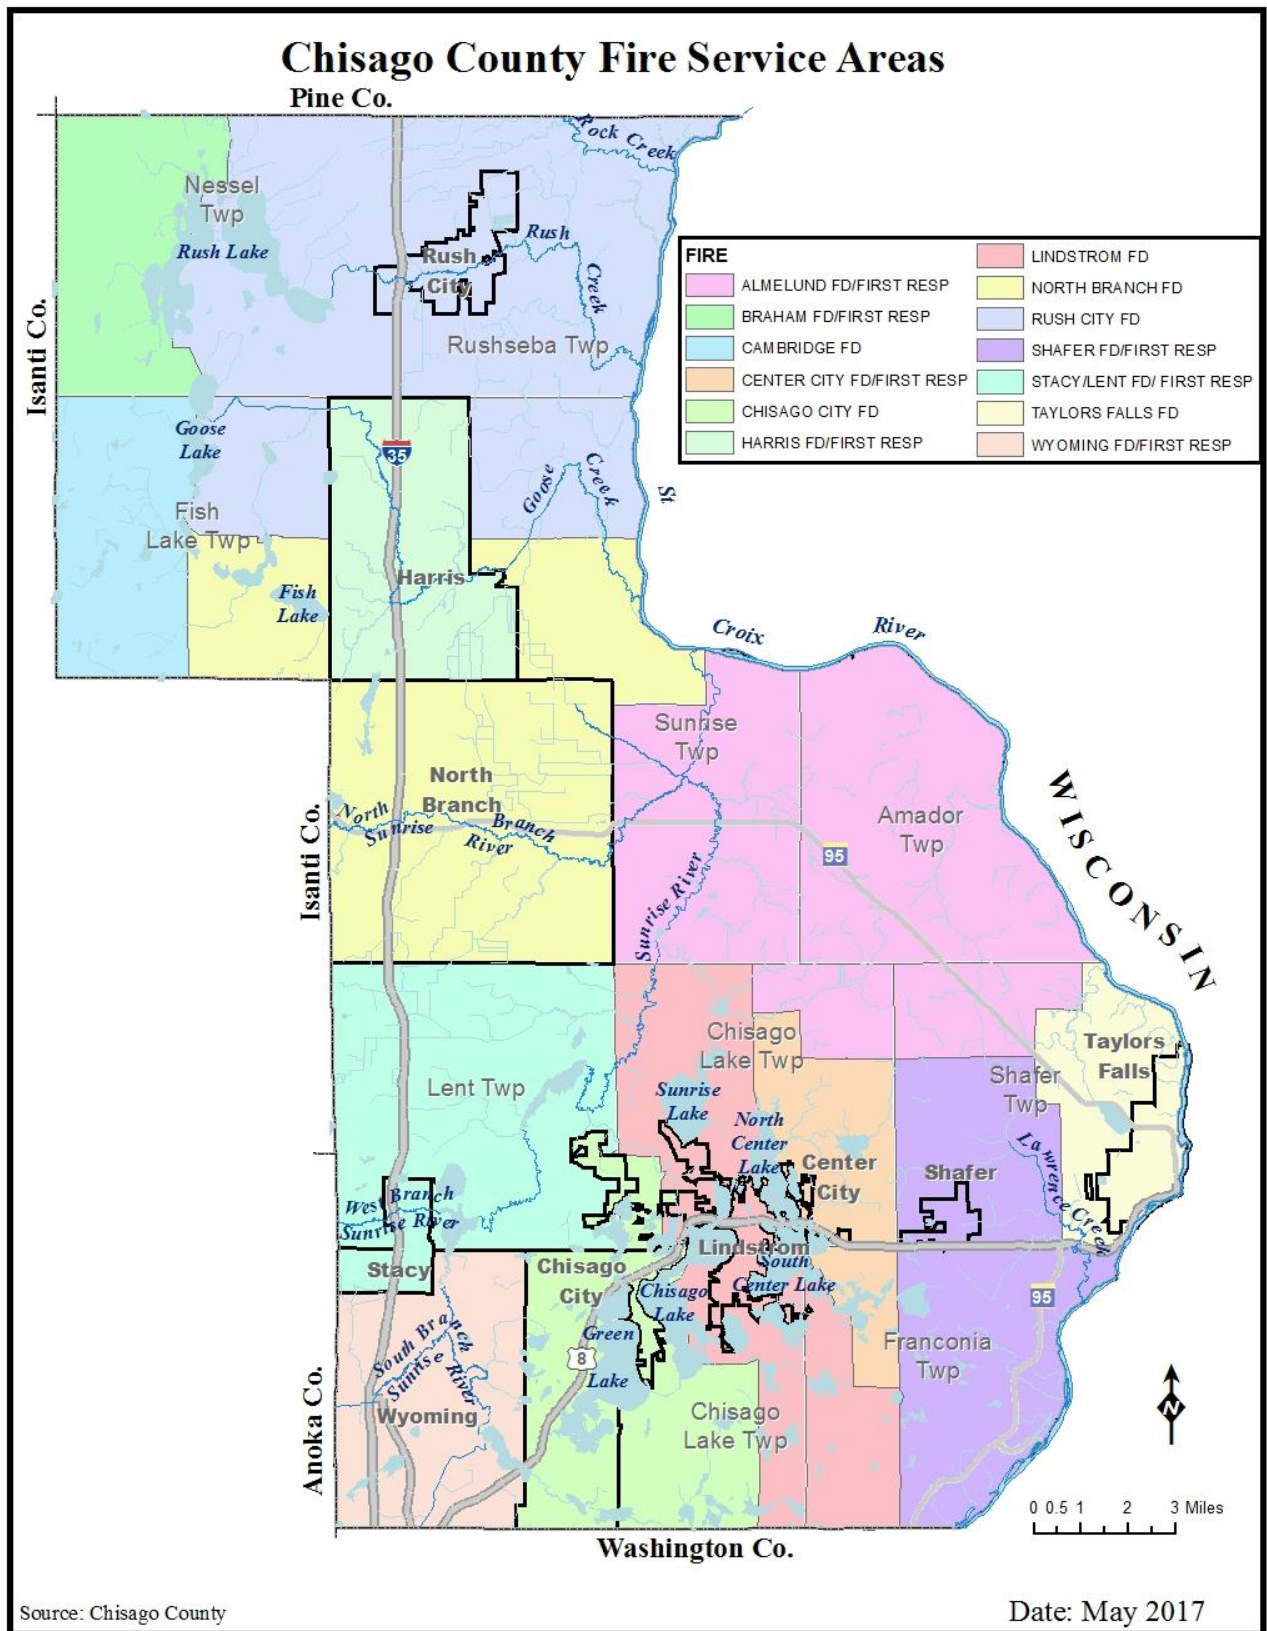 Chisago County Fire Service Areas
Pine Co.
Rock Creek
Nessel
Twp
Rush Lake
Rush
City
Rush
Creek
Rushseba Twp
Isanti Co.
FIRE
ALMELUND FD/FIRST RESP
BRAHAM FD/FIRST RESP
CAMBRIDGE FD
CENTER CITY FD/FIRST RESP
CHISAGO CITY FD
HARRIS FD/FIRST RESP
LINDSTROM FD
NORTH BRANCH FD
RUSH CITY FD
SHAFER FD/FIRST RESP
STACY/LENT FD/ FIRST RESP
TAYLORS FALLS FD
WYOMING FD/FIRST RESP
Goose
Lake
35
Goose
Creek
St
Fish
Lake Twp
Harris
Fish
Lake
Croix
River
Sunrise
Twp
North
Branch
North
Branch
Sunrise
River
Isanti Co.
Amador
Twp
95
WISCONSIN
Sunrise River
Chisago
Lake Twp
Taylors
Falls
Lent Twp
Shafer
Twp
Sunrise
Lake
North
Center
Lake
Center
City
Shafer
Lawrence Creek
West Branch
Sunrise River
Stacy
Chisago
City
Lindstrom
South
Center Lake
Chisago
Lake
95
Green
Lake
8
South Branch
Sunrise River
Franconia
Twp
Wyoming
Chisago
Lake Twp
Anoka Co.
N
0 0.5 1 2 3 Miles
Washington Co.
Source: Chisago County
Date: May 2017